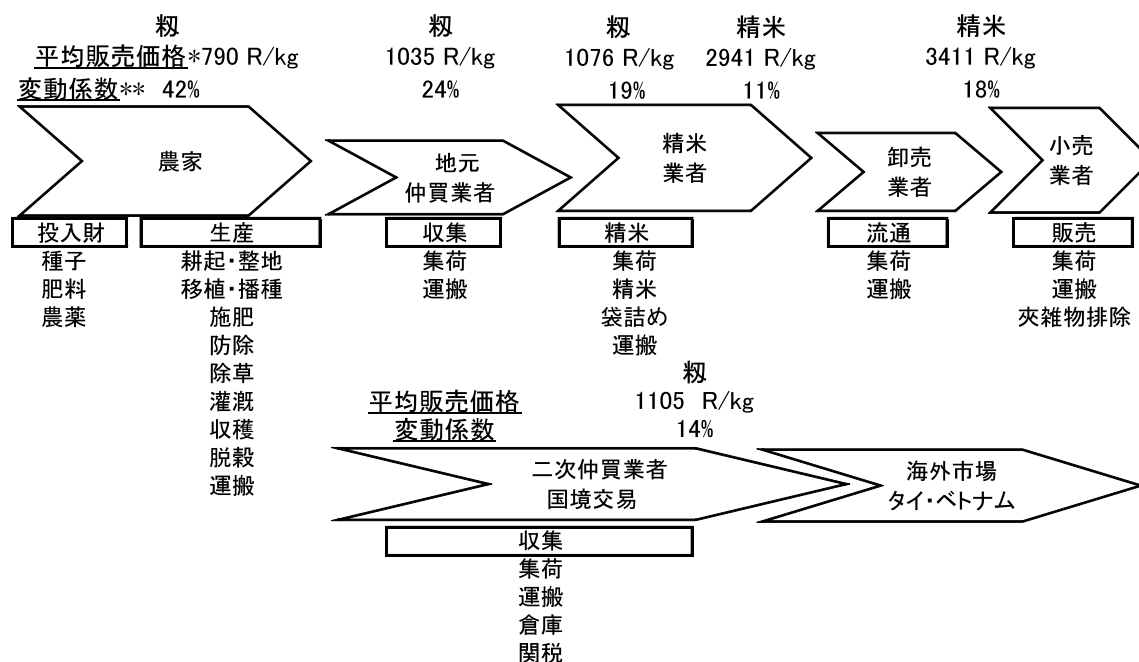 籾 籾 籾 精米 精米
平均販売価格*790 R/kg 1035 R/kg 1076 R/kg 2941 R/kg 3411 R/kg
変動係数** 42% 24% 19% 11% 18%
農家
地元
仲買業者
精米
業者
卸売
業者
小売
業者
投入財 生産 収集 精米 流通 販売
種子 耕起・整地 集荷 集荷 集荷 集荷
肥料 移植・播種 運搬 精米 運搬 運搬
農薬 施肥 袋詰め 夾雑物排除
防除 運搬
除草
灌漑
収穫
脱穀
運搬
籾
平均販売価格 1105 R/kg
変動係数 14%
二次仲買業者
国境交易
海外市場
タイ・ベトナム
収集
集荷
運搬
倉庫
関税